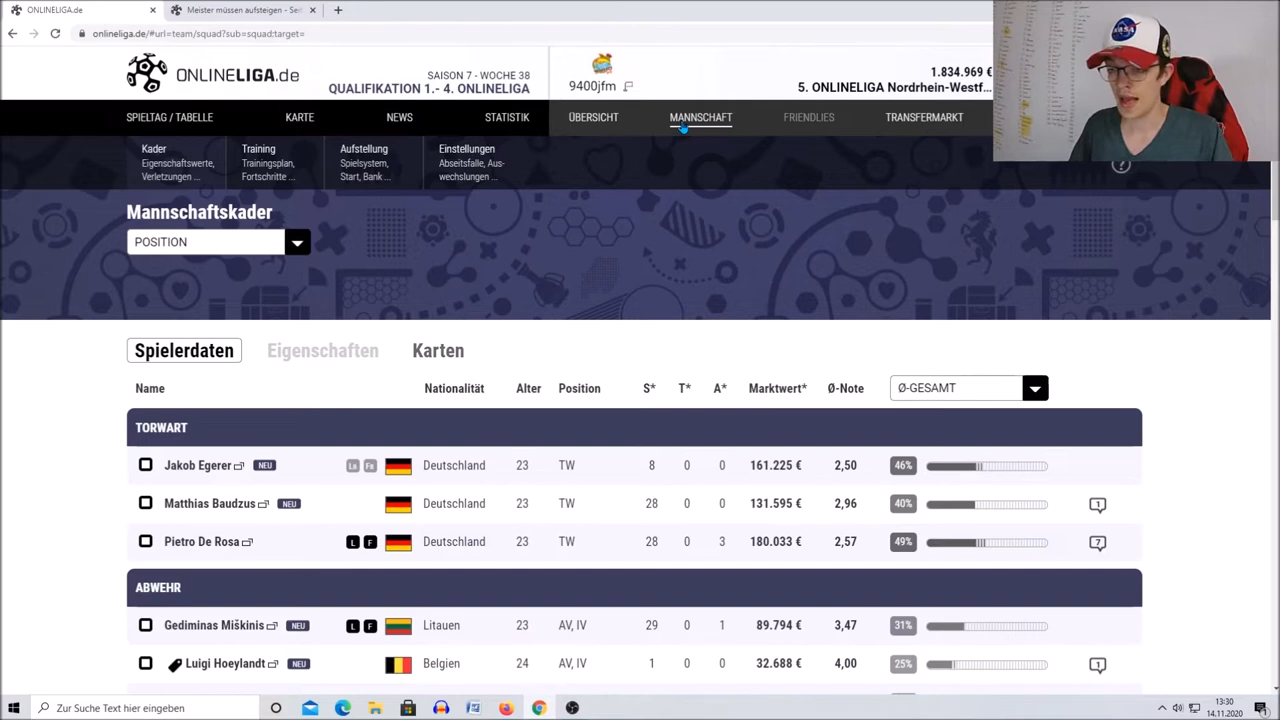 ONLINELIGA.de
Meister müssen aufsteigen - Seit
onlineliga.de/#url=team/squad?sub=squad;target=
ONLINELIGA.de
SAISON 7 - WOCHE 38
QUALIFIKATION 1.- 4. ONLINELIGA
9400jfm
1.834.969 €
5. ONLINELIGA Nordrhein-Westf...
SPIELTAG / TABELLE KARTE NEWS STATISTIK ÜBERSICHT MANNSCHAFT FRIENDLIES TRANSFERMARKT
Kader Training Aufstellung Einstellungen
Eigenschaftswerte, Trainingsplan, Spielsystem, Abseitsfalle, Aus-
Verletzungen ... Fortschritte ... Start, Bank ... wechslungen ...
Mannschaftskader
POSITION
Spielerdaten Eigenschaften Karten
Name Nationalität Alter Position S* T* A* Marktwert* Ø-Note Ø-GESAMT
TORWART
Jakob Egerer NEU Ls Fs Deutschland 23 TW 8 0 0 161.225 € 2,50 46%
Matthias Baudzus NEU Deutschland 23 TW 28 0 0 131.595 € 2,96 40% 1
Pietro De Rosa L F Deutschland 23 TW 28 0 3 180.033 € 2,57 49% 7
ABWEHR
Gediminas Miškinis NEU L F Litauen 23 AV, IV 29 0 1 89.794 € 3,47 31%
Luigi Hoeylandt NEU Belgien 24 AV, IV 1 0 0 32.688 € 4,00 25% 1
Zur Suche Text hier eingeben
13:30
14.11.2020